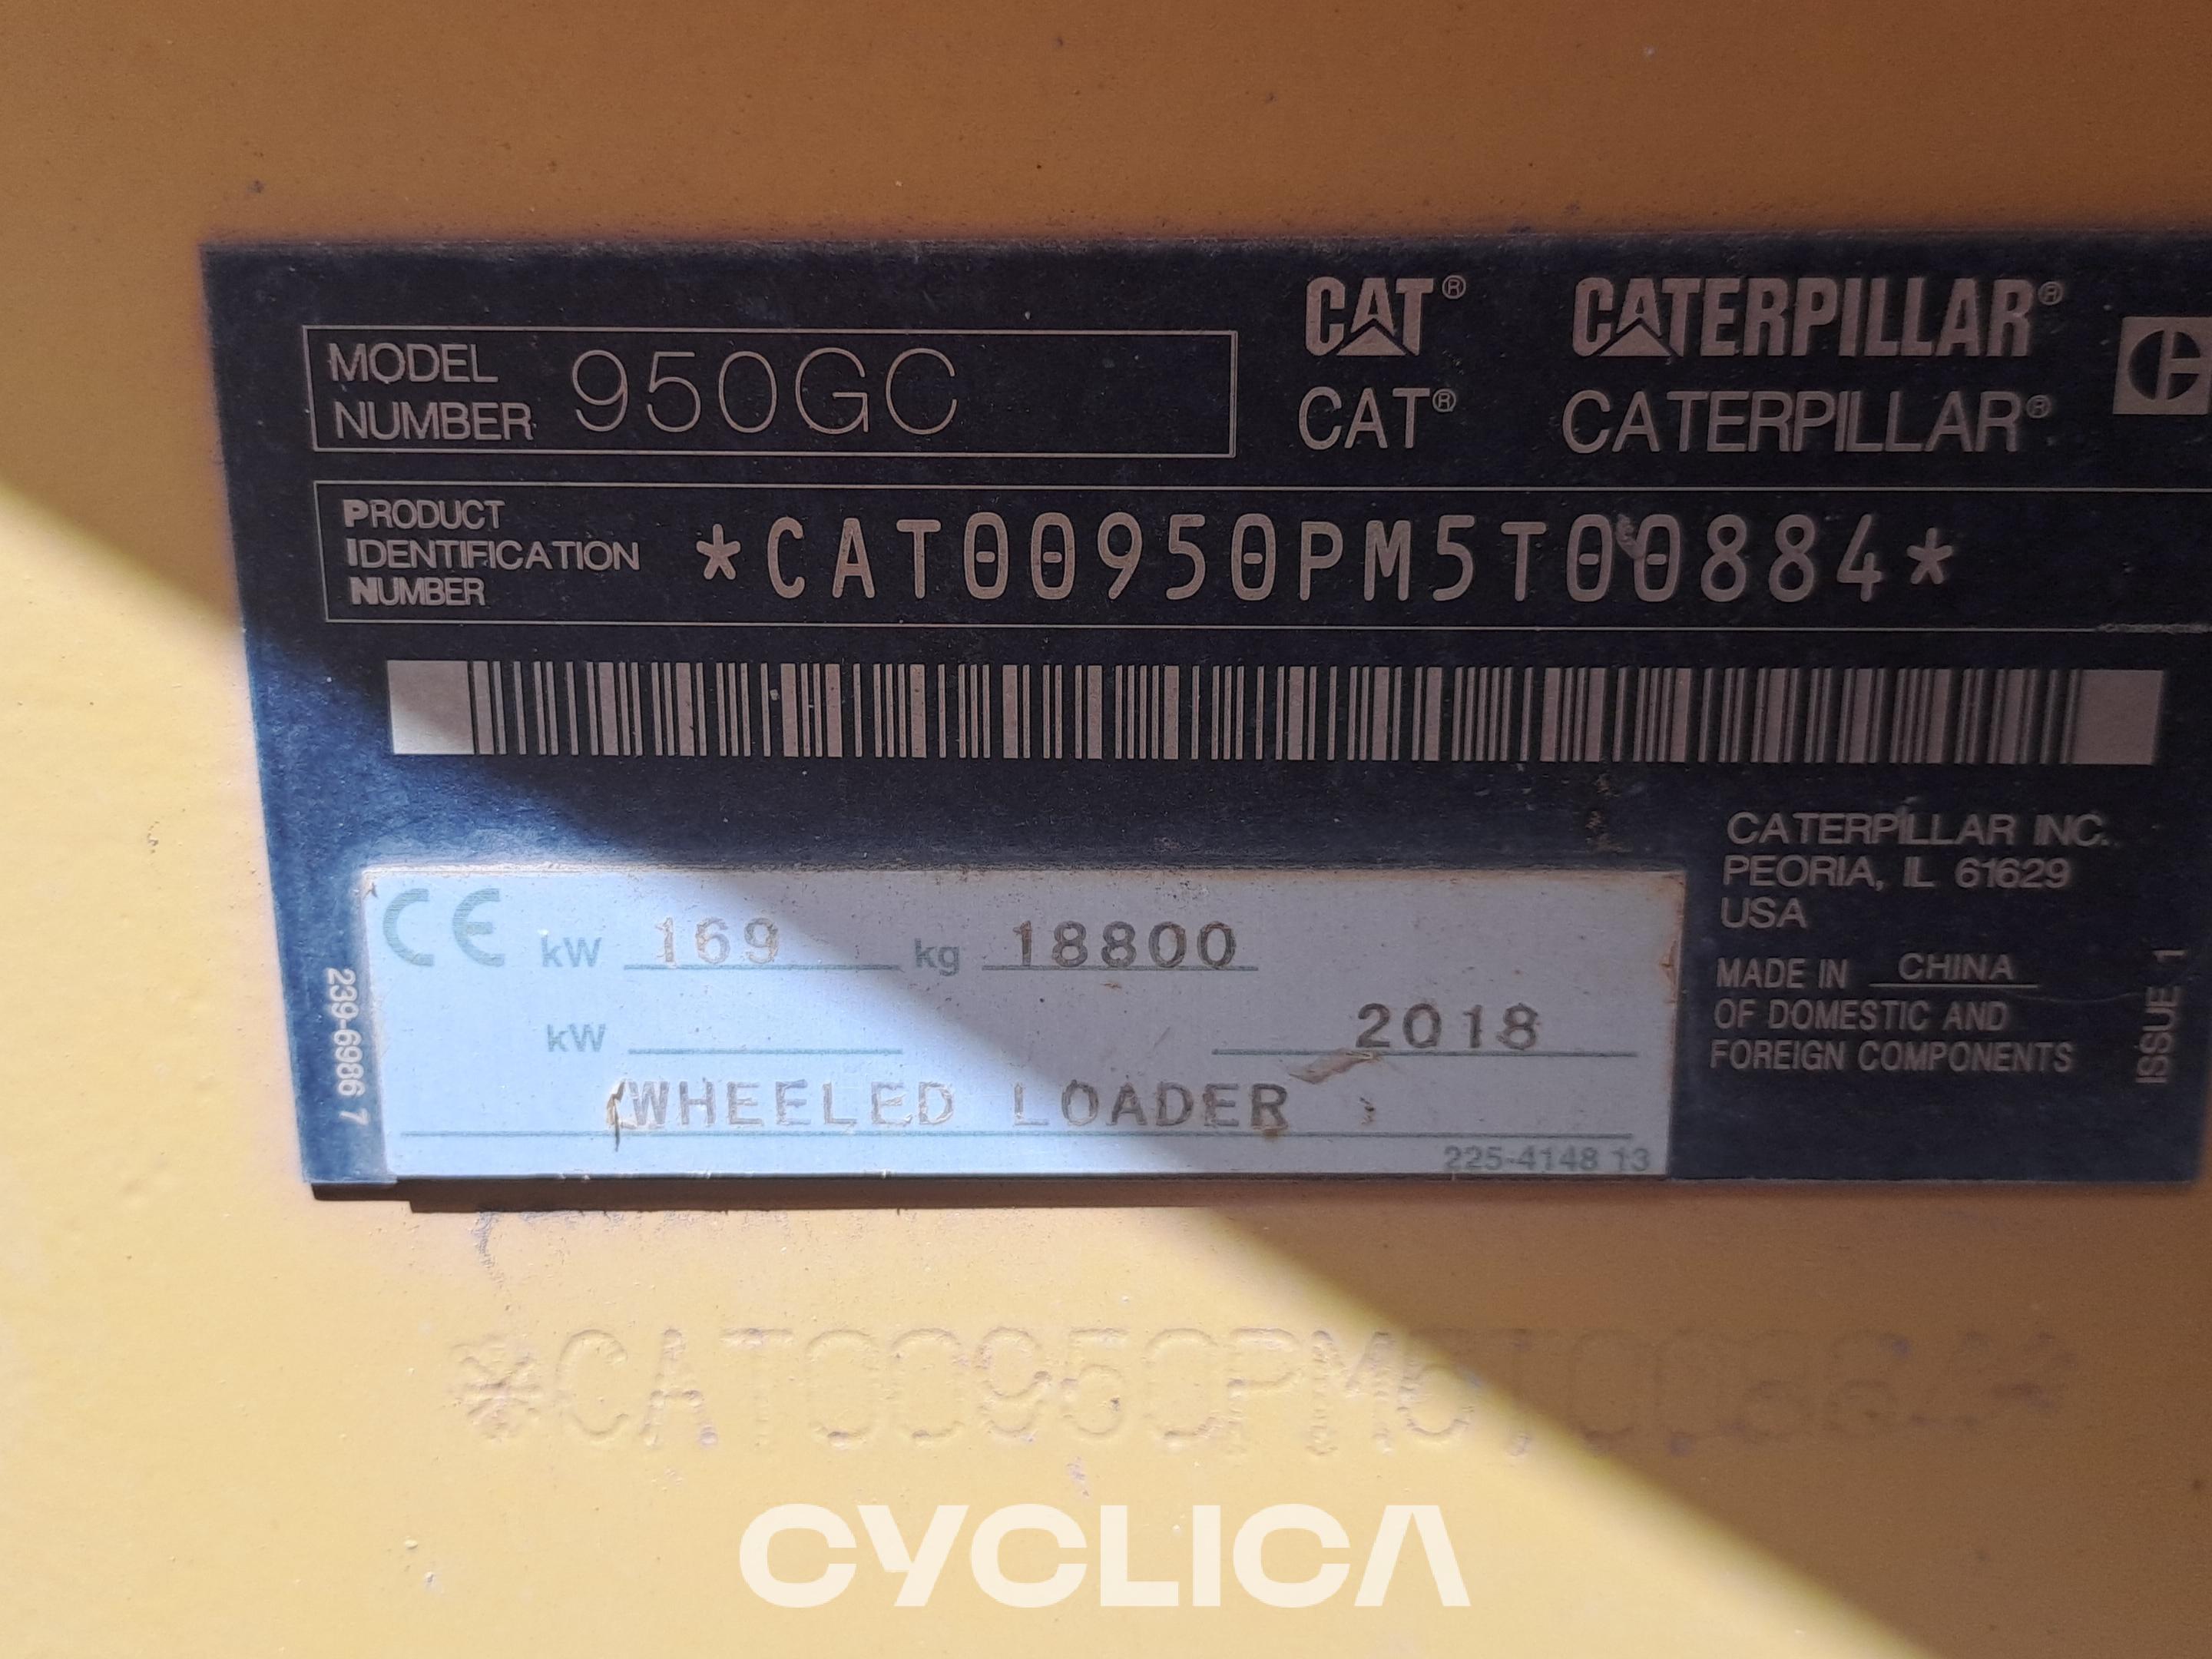 MODEL NUMBER 950GC
CAT® CATERPILLAR®
CAT® CATERPILLAR®
PRODUCT IDENTIFICATION NUMBER *CAT00950PM5T00884*
CATERPILLAR INC.
PEORIA, IL 61629
USA
MADE IN CHINA
OF DOMESTIC AND
FOREIGN COMPONENTS
ISSUE 1
CE kW 169 kg 18800
kW 2018
WHEELED LOADER
225-4148 13
239-6986 7
*CAT00950PM5T00884*
CYCLICA